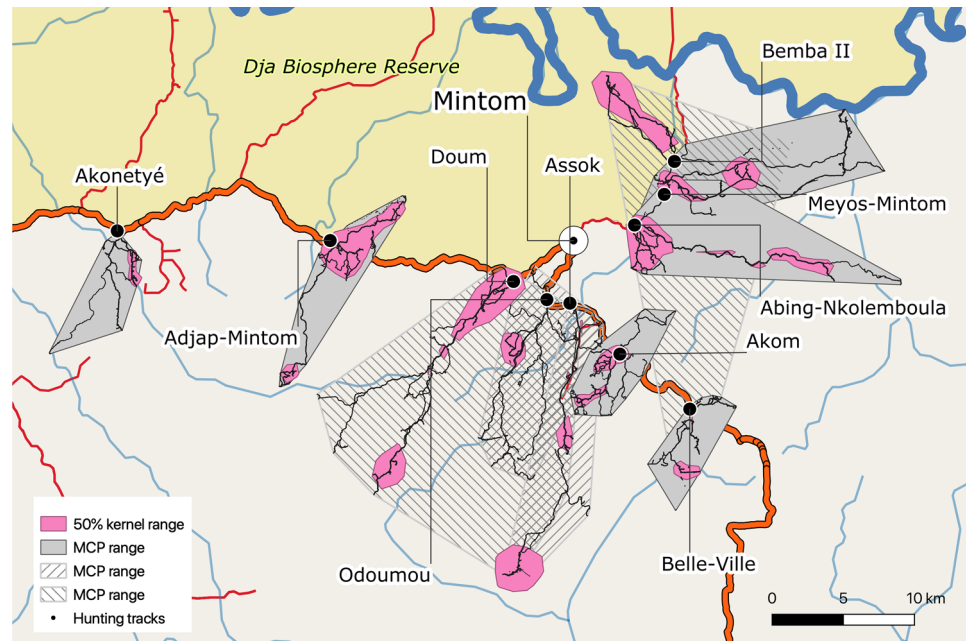 Bemba II
Dja Biosphere Reserve
Mintom
Doum
Assok
Akonetyé
Meyos-Mintom
Abing-Nkolemboula
Adjap-Mintom
Akom
50% kernel range
MCP range
MCP range
MCP range
Hunting tracks
Odoumou
Belle-Ville
0 5 10 km